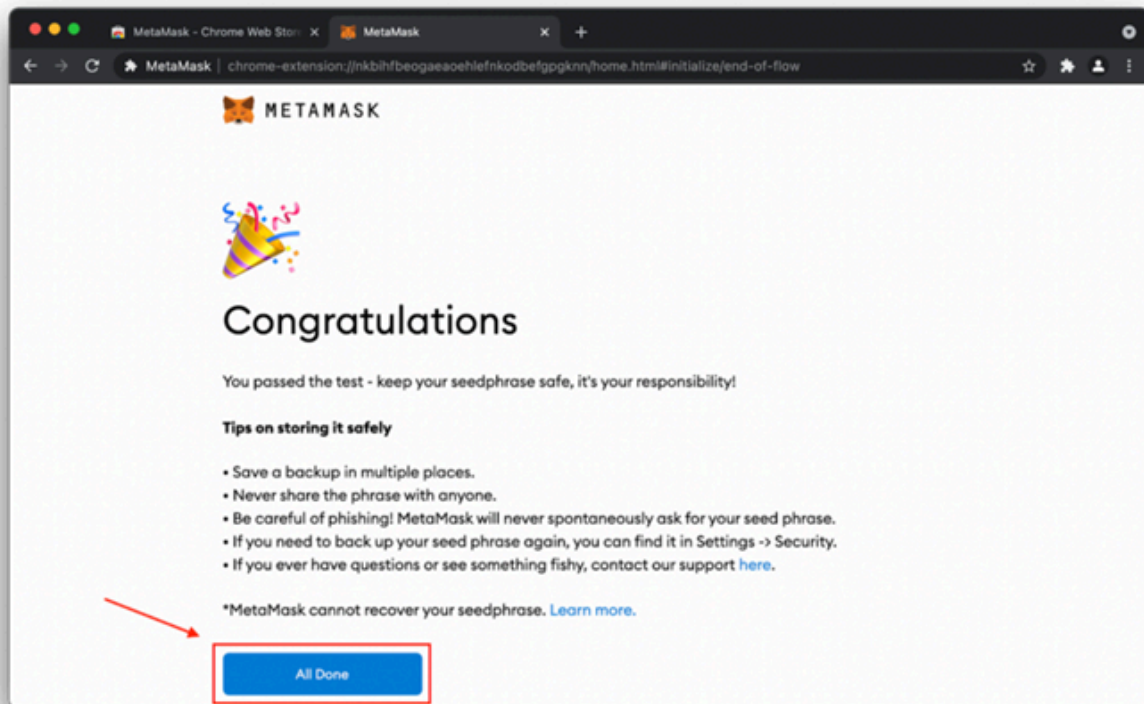 MetaMask - Chrome Web Stor
MetaMask
MetaMask | chrome-extension://nkbihfbeogaeaoehlefnkodbefgpgknn/home.html#initialize/end-of-flow
METAMASK
Congratulations
You passed the test - keep your seedphrase safe, it's your responsibility!
Tips on storing it safely
• Save a backup in multiple places.
• Never share the phrase with anyone.
• Be careful of phishing! MetaMask will never spontaneously ask for your seed phrase.
• If you need to back up your seed phrase again, you can find it in Settings -> Security.
• If you ever have questions or see something fishy, contact our support here.
*MetaMask cannot recover your seedphrase. Learn more.
All Done